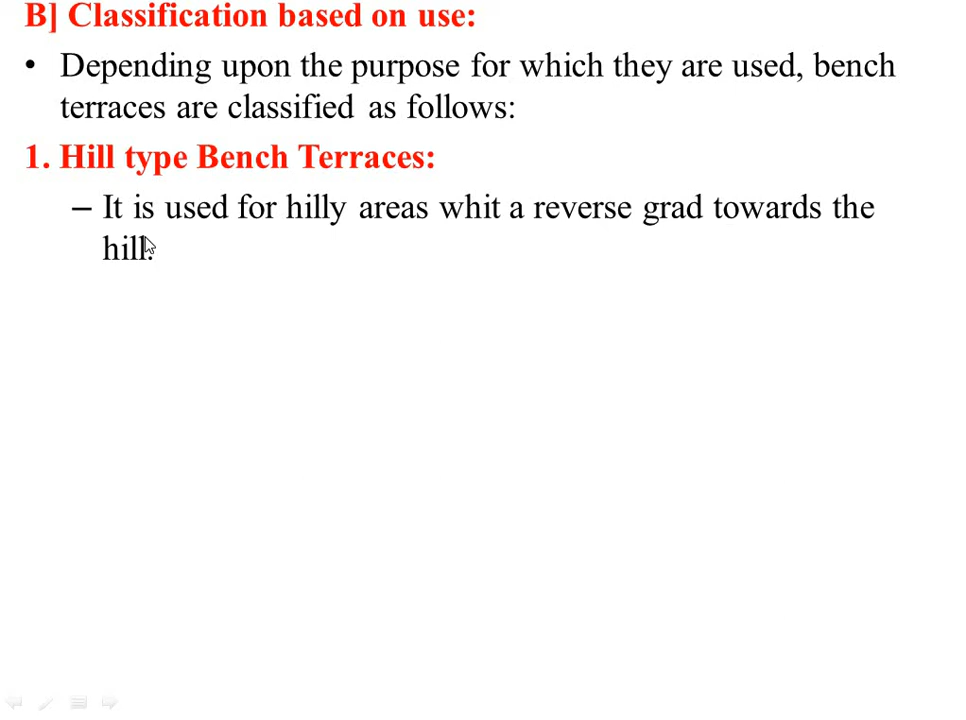 B] Classification based on use:
• Depending upon the purpose for which they are used, bench
terraces are classified as follows:
1. Hill type Bench Terraces:
– It is used for hilly areas whit a reverse grad towards the
hill.